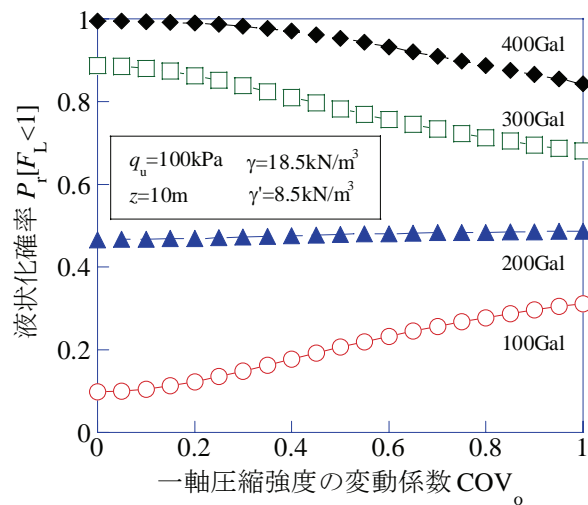 液状化確率 Pr[FL<1]
1
0.8
0.6
0.4
0.2
0
400Gal
300Gal
qu=100kPa γ=18.5kN/m³
z=10m γ'=8.5kN/m³
200Gal
100Gal
0 0.2 0.4 0.6 0.8 1
一軸圧縮強度の変動係数 COVo